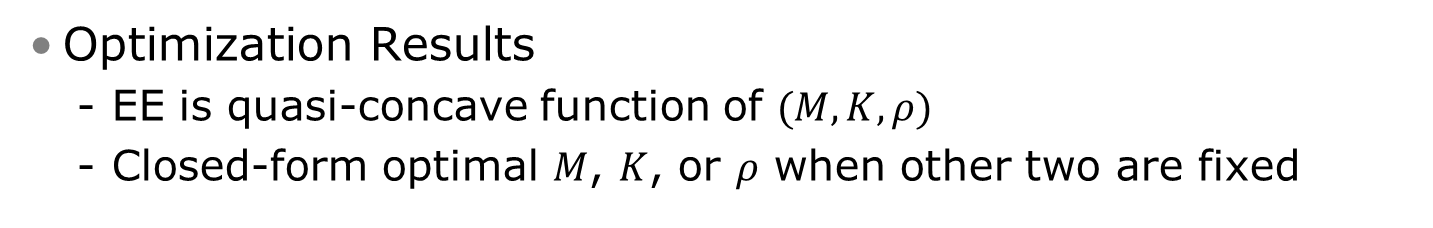 • Optimization Results
- EE is quasi-concave function of (M, K, ρ)
- Closed-form optimal M, K, or ρ when other two are fixed